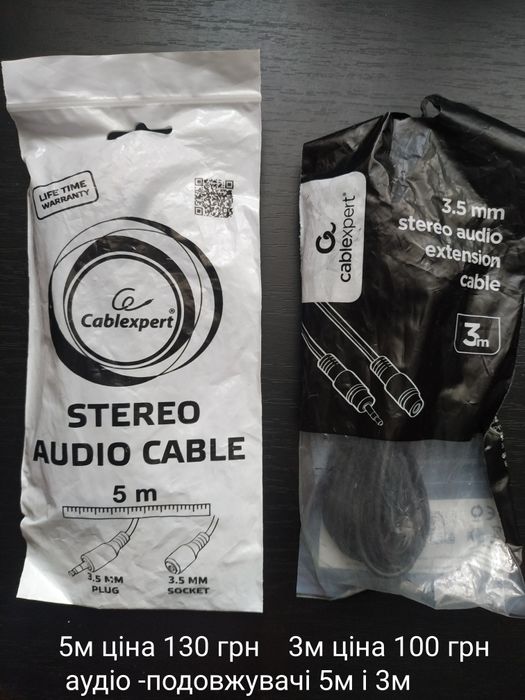 LIFE TIME
WARRANTY
Cablexpert®
STEREO
AUDIO CABLE
5 m
3.5 MM
PLUG
3.5 MM
SOCKET
cablexpert®
3.5 mm
stereo audio
extension
cable
3m
5м ціна 130 грн 3м ціна 100 грн
аудіо -подовжувачі 5м і 3м